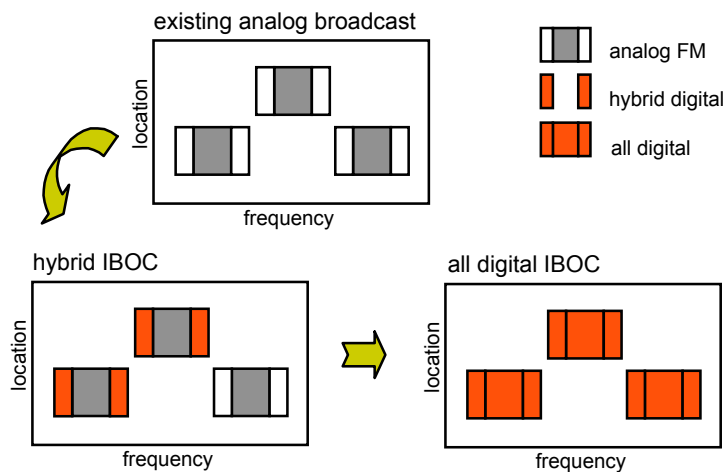 existing analog broadcast
location
frequency
analog FM
hybrid digital
all digital
hybrid IBOC
location
frequency
all digital IBOC
location
frequency